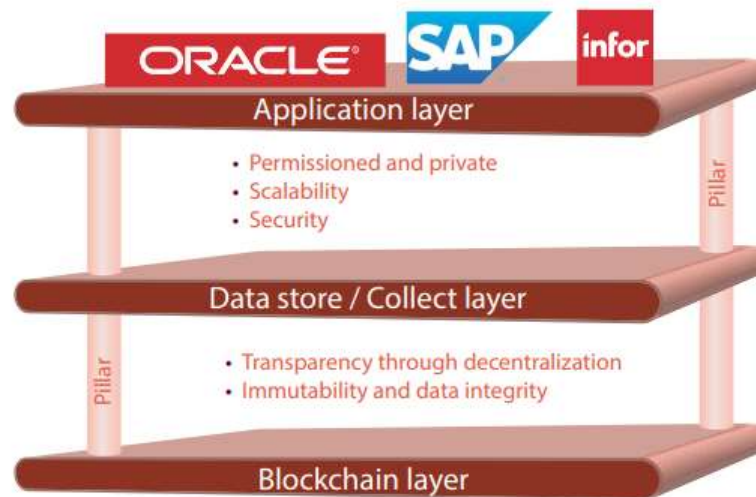 ORACLE®
SAP
infor
Application layer
• Permissioned and private
• Scalability
• Security
Pillar
Data store / Collect layer
• Transparency through decentralization
• Immutability and data integrity
Pillar
Blockchain layer